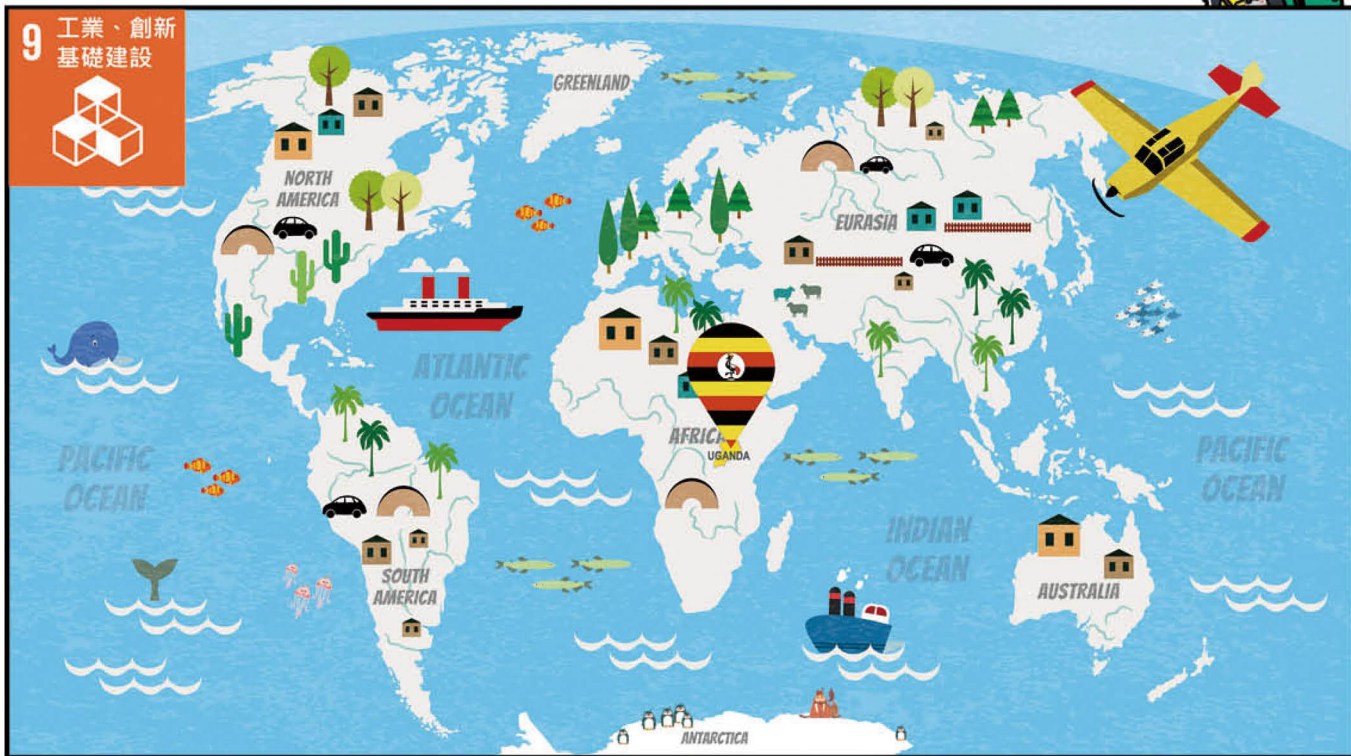 9
工業、創新
基礎建設
GREENLAND
NORTH
AMERICA
EURASIA
ATLANTIC
OCEAN
AFRICA
UGANDA
PACIFIC
OCEAN
PACIFIC
OCEAN
INDIAN
OCEAN
SOUTH
AMERICA
AUSTRALIA
ANTARCTICA